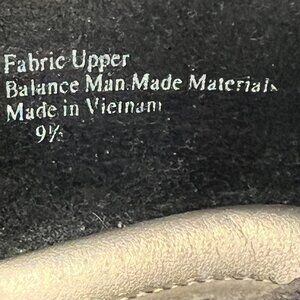 Fabric Upper
Balance Man Made Materials
Made in Vietnam
9½